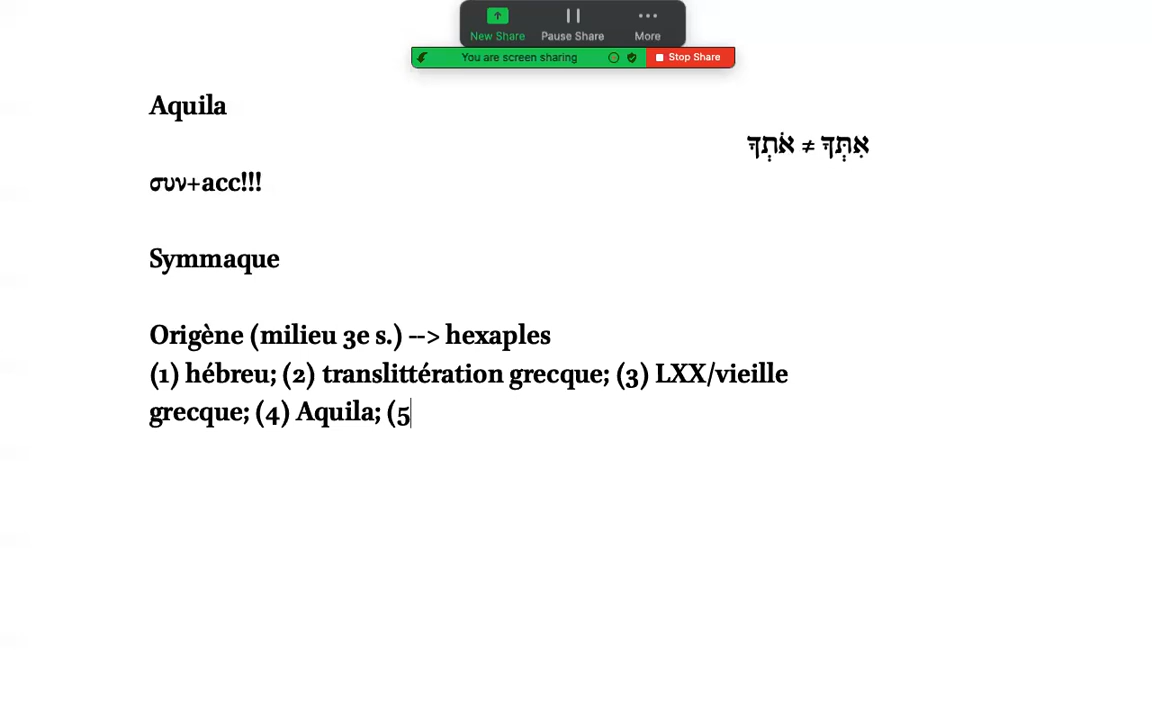 New Share Pause Share More
You are screen sharing Stop Share
Aquila
אִתְּךָ ≠ אֹתְךָ
συν+acc!!!
Symmaque
Origène (milieu 3e s.) --> hexaples
(1) hébreu; (2) translittération grecque; (3) LXX/vieille
grecque; (4) Aquila; (5